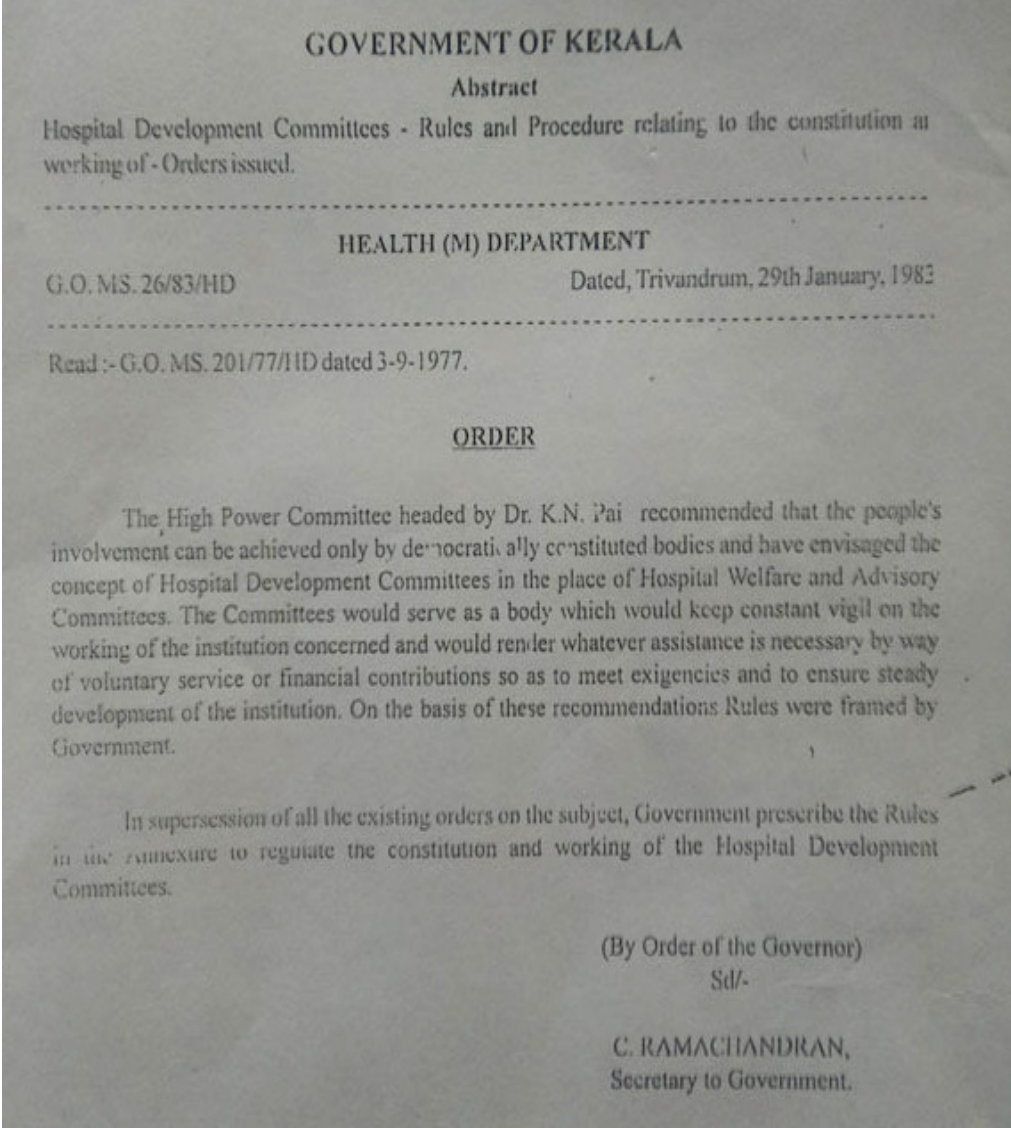 GOVERNMENT OF KERALA
Abstract
Hospital Development Committees - Rules and Procedure relating to the constitution
working of - Orders issued.
HEALTH (M) DEPARTMENT
G.O. MS. 26/83/HD Dated, Trivandrum, 29th January, 1983
Read :- G.O. MS. 201/77/HD dated 3-9-1977.
ORDER
The High Power Committee headed by Dr. K.N. Pai recommended that the people's
involvement can be achieved only by democratically constituted bodies and have envisaged the
concept of Hospital Development Committees in the place of Hospital Welfare and Advisory
Committees. The Committees would serve as a body which would keep constant vigil on the
working of the institution concerned and would render whatever assistance is necessary by way
of voluntary service or financial contributions so as to meet exigencies and to ensure steady
development of the institution. On the basis of these recommendations Rules were framed by
Government.
In supersession of all the existing orders on the subject, Government prescribe the Rules
in the Annexure to regulate the constitution and working of the Hospital Development
Committees.
(By Order of the Governor)
Sd/-
C. RAMACHANDRAN,
Secretary to Government.